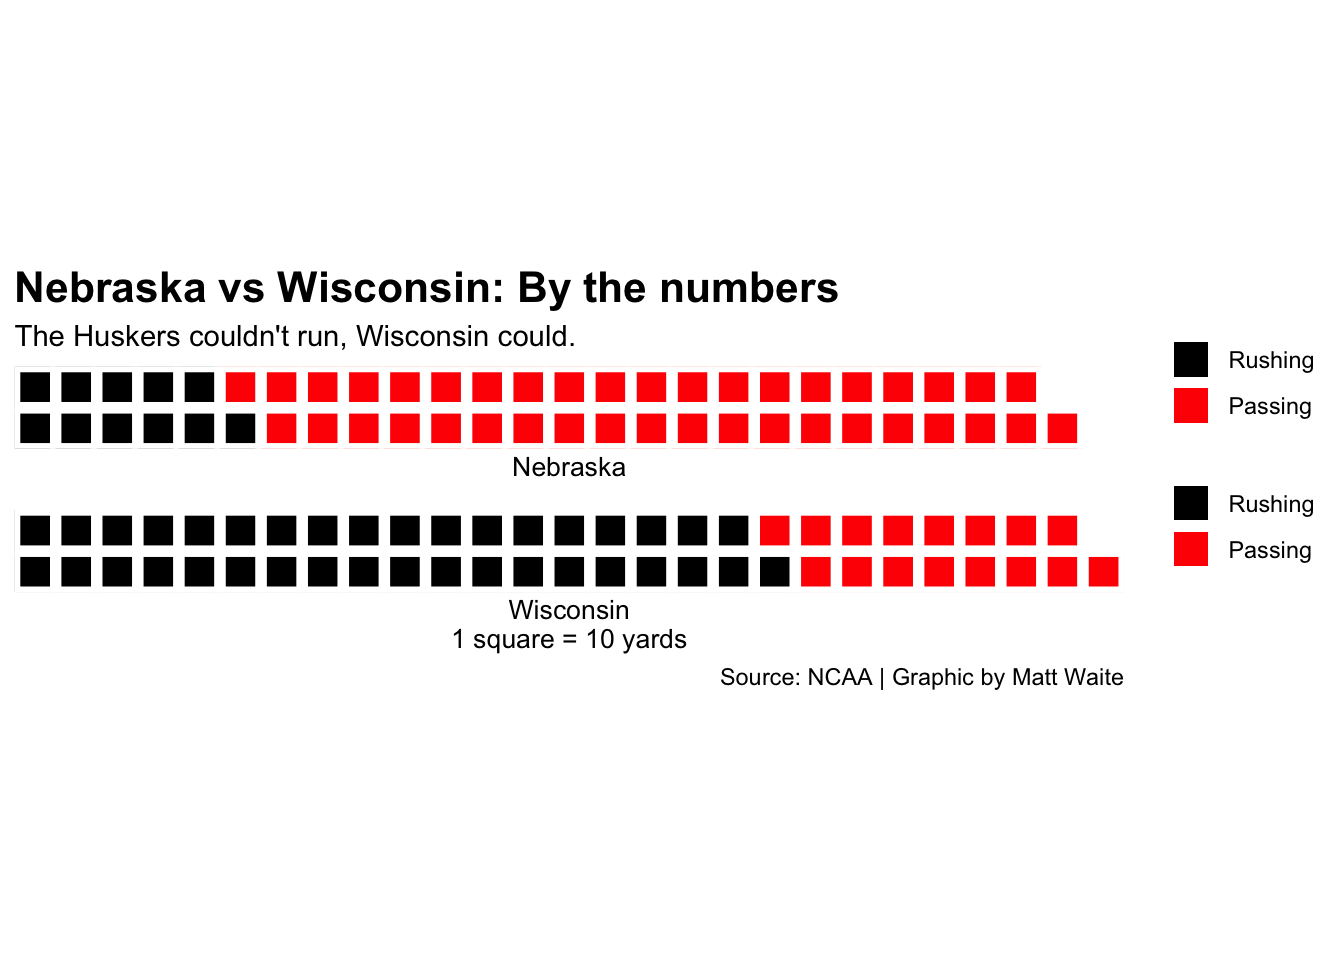 Nebraska vs Wisconsin: By the numbers
The Huskers couldn't run, Wisconsin could.
Rushing
Passing
Nebraska
Rushing
Passing
Wisconsin
1 square = 10 yards
Source: NCAA | Graphic by Matt Waite